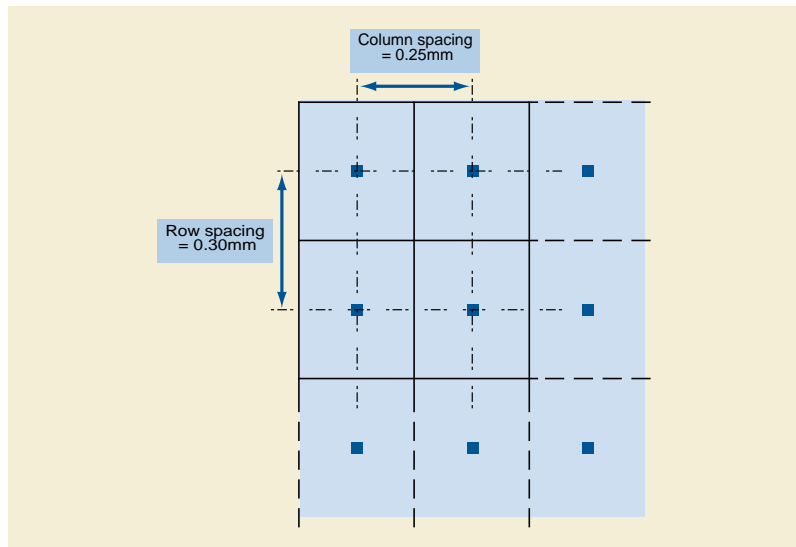 Column spacing
= 0.25mm
Row spacing
= 0.30mm